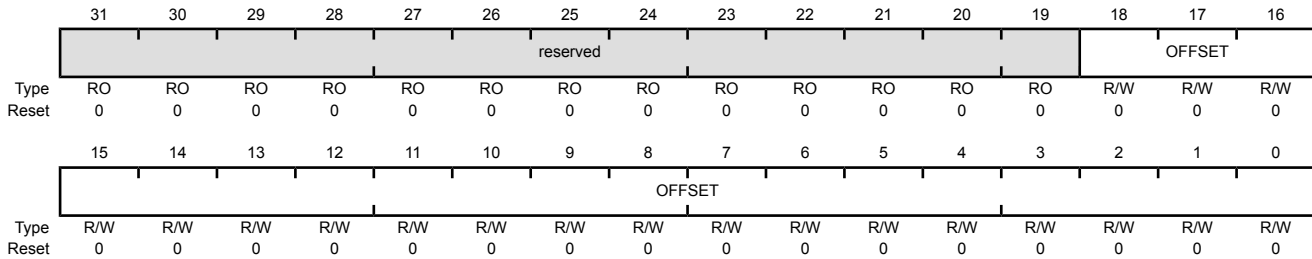 31 30 29 28 27 26 25 24 23 22 21 20 19 18 17 16
reserved OFFSET
Type RO RO RO RO RO RO RO RO RO RO RO RO RO R/W R/W R/W
Reset 0 0 0 0 0 0 0 0 0 0 0 0 0 0 0 0
15 14 13 12 11 10 9 8 7 6 5 4 3 2 1 0
OFFSET
Type R/W R/W R/W R/W R/W R/W R/W R/W R/W R/W R/W R/W R/W R/W R/W R/W
Reset 0 0 0 0 0 0 0 0 0 0 0 0 0 0 0 0